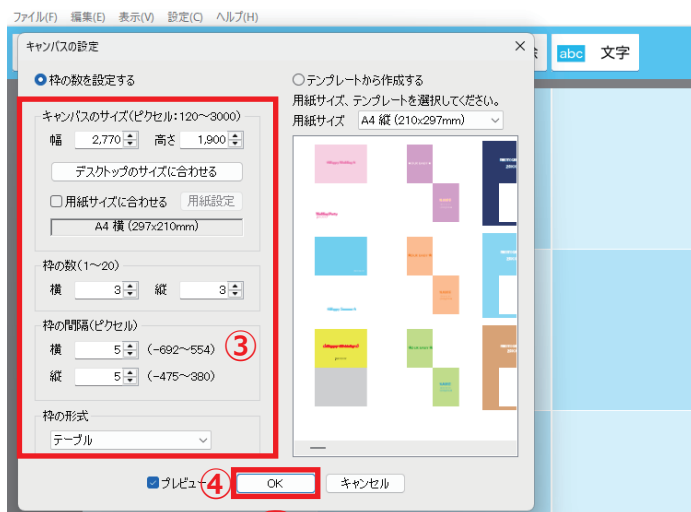 ファイル(F) 編集(E) 表示(V) 設定(C) ヘルプ(H)
abc 文字
キャンバスの設定
枠の数を設定する
キャンバスのサイズ(ピクセル:120～3000)
幅 2,770 高さ 1,900
デスクトップのサイズに合わせる
用紙サイズに合わせる 用紙設定
A4 横 (297x210mm)
枠の数(1～20)
横 3 縦 3
枠の間隔(ピクセル)
横 5 (-692～554)
縦 5 (-475～380)
③
枠の形式
テーブル
テンプレートから作成する
用紙サイズ、テンプレートを選択してください。
用紙サイズ A4 縦 (210x297mm)
プレビュー
④
OK
キャンセル